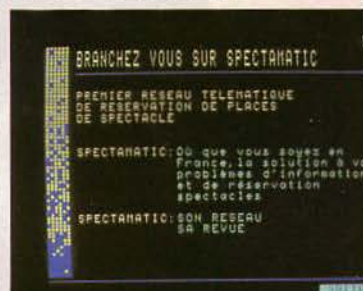 BRANCHEZ VOUS SUR SPECTAMATIC
PREMIER RESEAU TELEMATIQUE
DE RESERVATION DE PLACES
DE SPECTACLE
SPECTAMATIC: Où que vous soyez en
France, la solution à vo
problèmes d'information
et de réservation
spectacles
SPECTAMATIC: SON RESEAU
SA REVUE